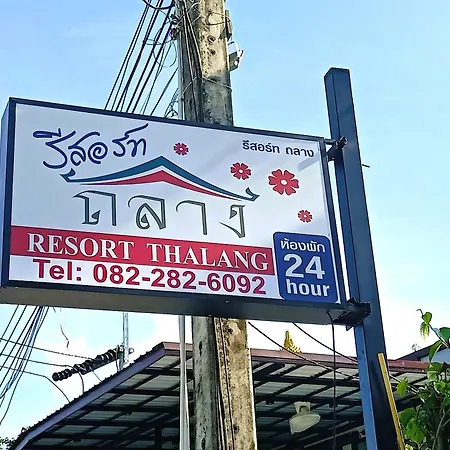 รีสอร์ท
รีสอร์ท ถลาง
ถลาง
RESORT THALANG
Tel: 082-282-6092
ห้องพัก
24
hour